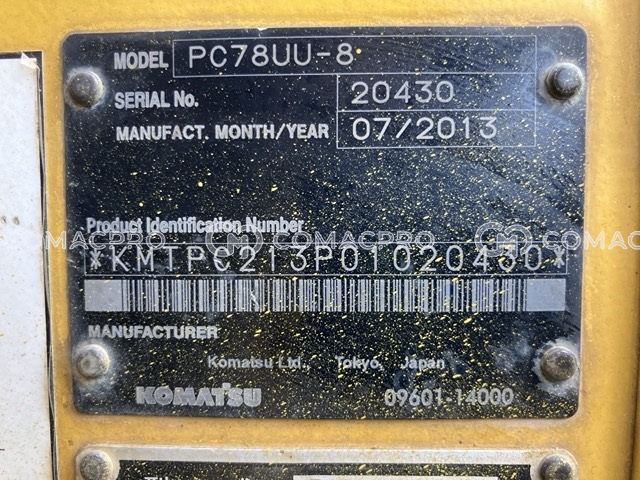 MODEL PC78UU-8
SERIAL No. 20430
MANUFACT. MONTH/YEAR 07/2013
Product Identification Number
COMACPRO COMACPRO COMACPRO
*KMTPC213P01020430*
MANUFACTURER
Komatsu Ltd., Tokyo, Japan
KOMATSU 09601-14000